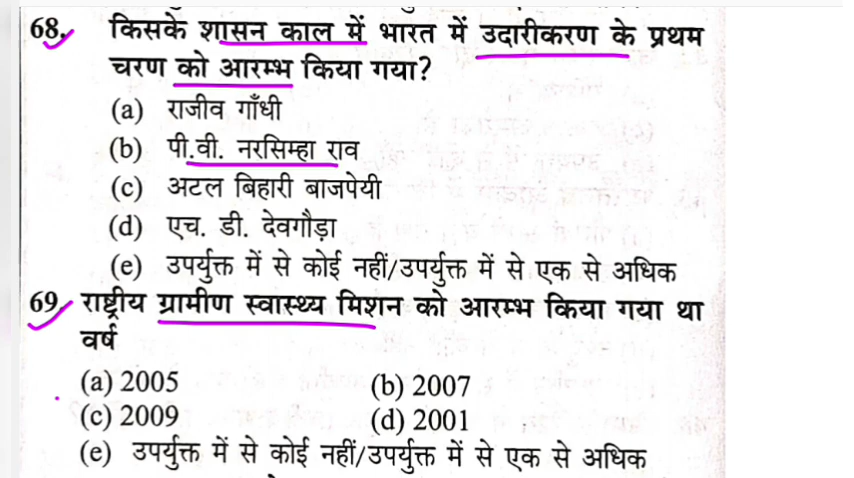 68. किसके शासन काल में भारत में उदारीकरण के प्रथम
चरण को आरम्भ किया गया?
(a) राजीव गाँधी
(b) पी.वी. नरसिम्हा राव
(c) अटल बिहारी बाजपेयी
(d) एच. डी. देवगौड़ा
(e) उपर्युक्त में से कोई नहीं/उपर्युक्त में से एक से अधिक
69. राष्ट्रीय ग्रामीण स्वास्थ्य मिशन को आरम्भ किया गया था
वर्ष
(a) 2005 (b) 2007
(c) 2009 (d) 2001
(e) उपर्युक्त में से कोई नहीं/उपर्युक्त में से एक से अधिक